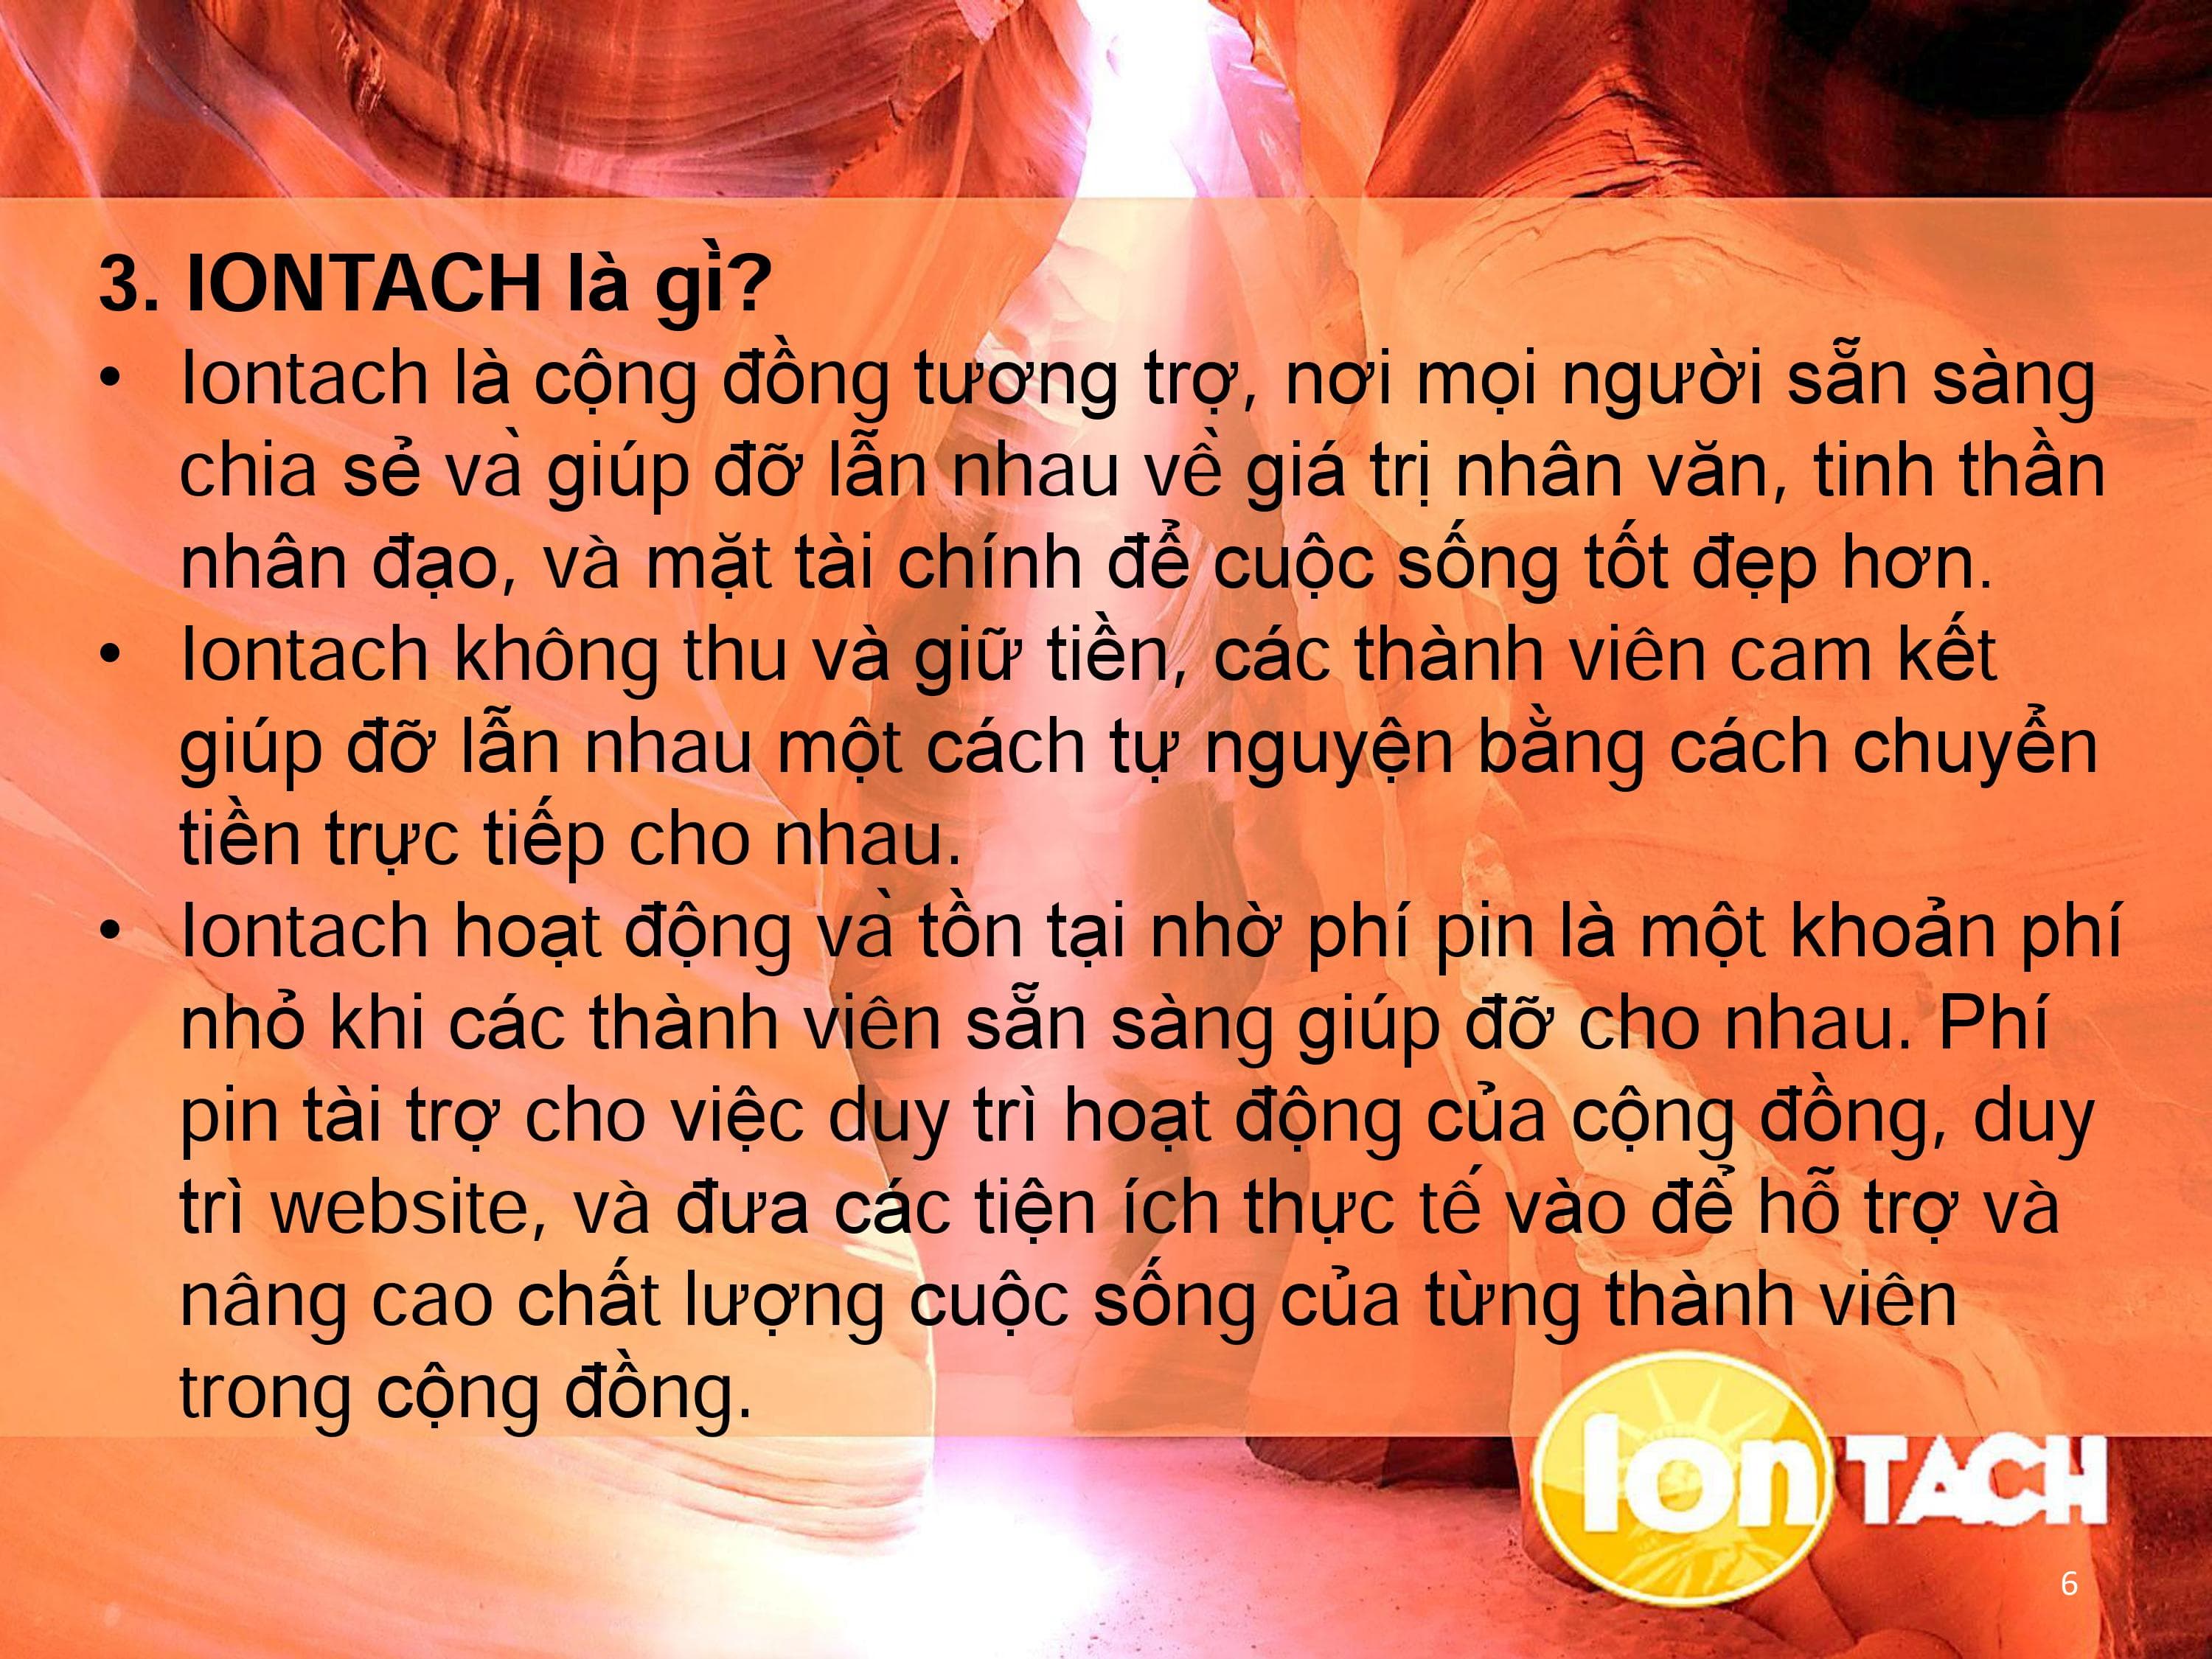 3. IONTACH là gì?
• Iontach là cộng đồng tương trợ, nơi mọi người sẵn sàng
chia sẻ và giúp đỡ lẫn nhau về giá trị nhân văn, tinh thần
nhân đạo, và mặt tài chính để cuộc sống tốt đẹp hơn.
• Iontach không thu và giữ tiền, các thành viên cam kết
giúp đỡ lẫn nhau một cách tự nguyện bằng cách chuyển
tiền trực tiếp cho nhau.
• Iontach hoạt động và tồn tại nhờ phí pin là một khoản phí
nhỏ khi các thành viên sẵn sàng giúp đỡ cho nhau. Phí
pin tài trợ cho việc duy trì hoạt động của cộng đồng, duy
trì website, và đưa các tiện ích thực tế vào để hỗ trợ và
nâng cao chất lượng cuộc sống của từng thành viên
trong cộng đồng.
Ion TACH
6